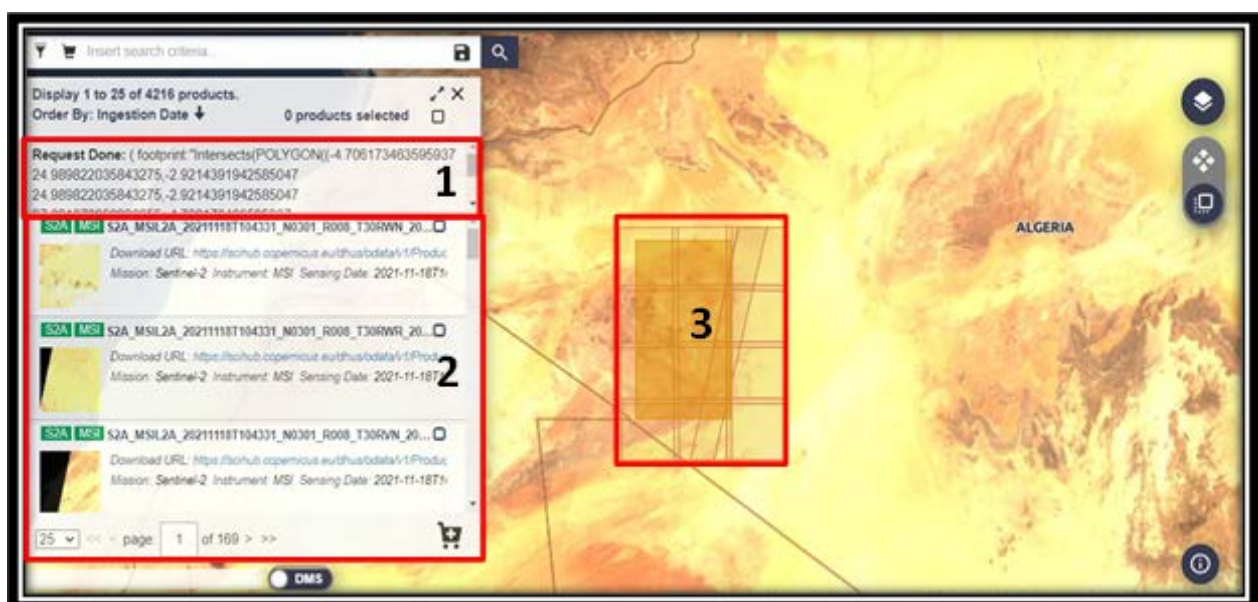 Insert search criteria...
Display 1 to 25 of 4216 products.
Order By: Ingestion Date
0 products selected
Request Done: ( footprint:"Intersects(POLYGON((-4.706173463595937
24.989822035843275,-2.9214391942585047
24.989822035843275,-2.9214391942585047
1
S2A MSI S2A_MSIL2A_20211118T104331_N0301_R008_T30RWN_20...
Download URL: https://scihub.copernicus.eu/dhus/odata/v1/Produc
Mission: Sentinel-2 Instrument: MSI Sensing Date: 2021-11-18T1
S2A MSI S2A_MSIL2A_20211118T104331_N0301_R008_T30RWR_20...
Download URL: https://scihub.copernicus.eu/dhus/odata/v1/Produc
Mission: Sentinel-2 Instrument: MSI Sensing Date: 2021-11-18T
2
S2A MSI S2A_MSIL2A_20211118T104331_N0301_R008_T30RVN_20...
Download URL: https://scihub.copernicus.eu/dhus/odata/v1/Produc
Mission: Sentinel-2 Instrument: MSI Sensing Date: 2021-11-18T1
25 << < page: 1 of 169 > >>
DMS
3
ALGERIA